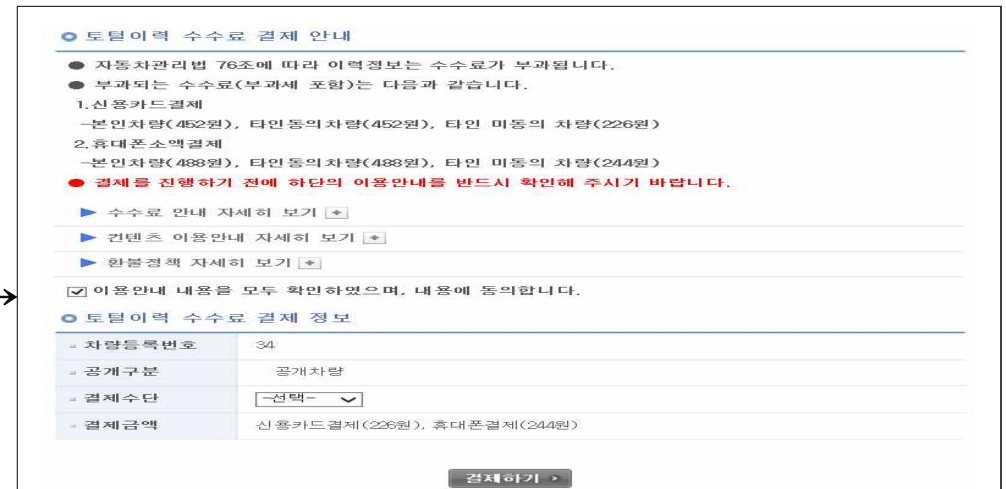 토털이력 수수료 결제 안내
● 자동차관리법 76조에 따라 이력정보는 수수료가 부과됩니다.
● 부과되는 수수료(부과세 포함)는 다음과 같습니다.
1.신용카드결제
-본인차량(452원), 타인동의차량(452원), 타인 미동의 차량(226원)
2.휴대폰소액결제
-본인차량(488원), 타인동의차량(488원), 타인 미동의 차량(244원)
● 결제를 진행하기 전에 하단의 이용안내를 반드시 확인해 주시기 바랍니다.
▶ 수수료 안내 자세히 보기 +
▶ 컨텐츠 이용안내 자세히 보기 +
▶ 환불정책 자세히 보기 +
이용안내 내용을 모두 확인하였으며, 내용에 동의합니다.
토털이력 수수료 결제 정보
차량등록번호 34
공개구분 공개차량
결제수단 -선택-
결제금액 신용카드결제(226원), 휴대폰결제(244원)
결제하기 >